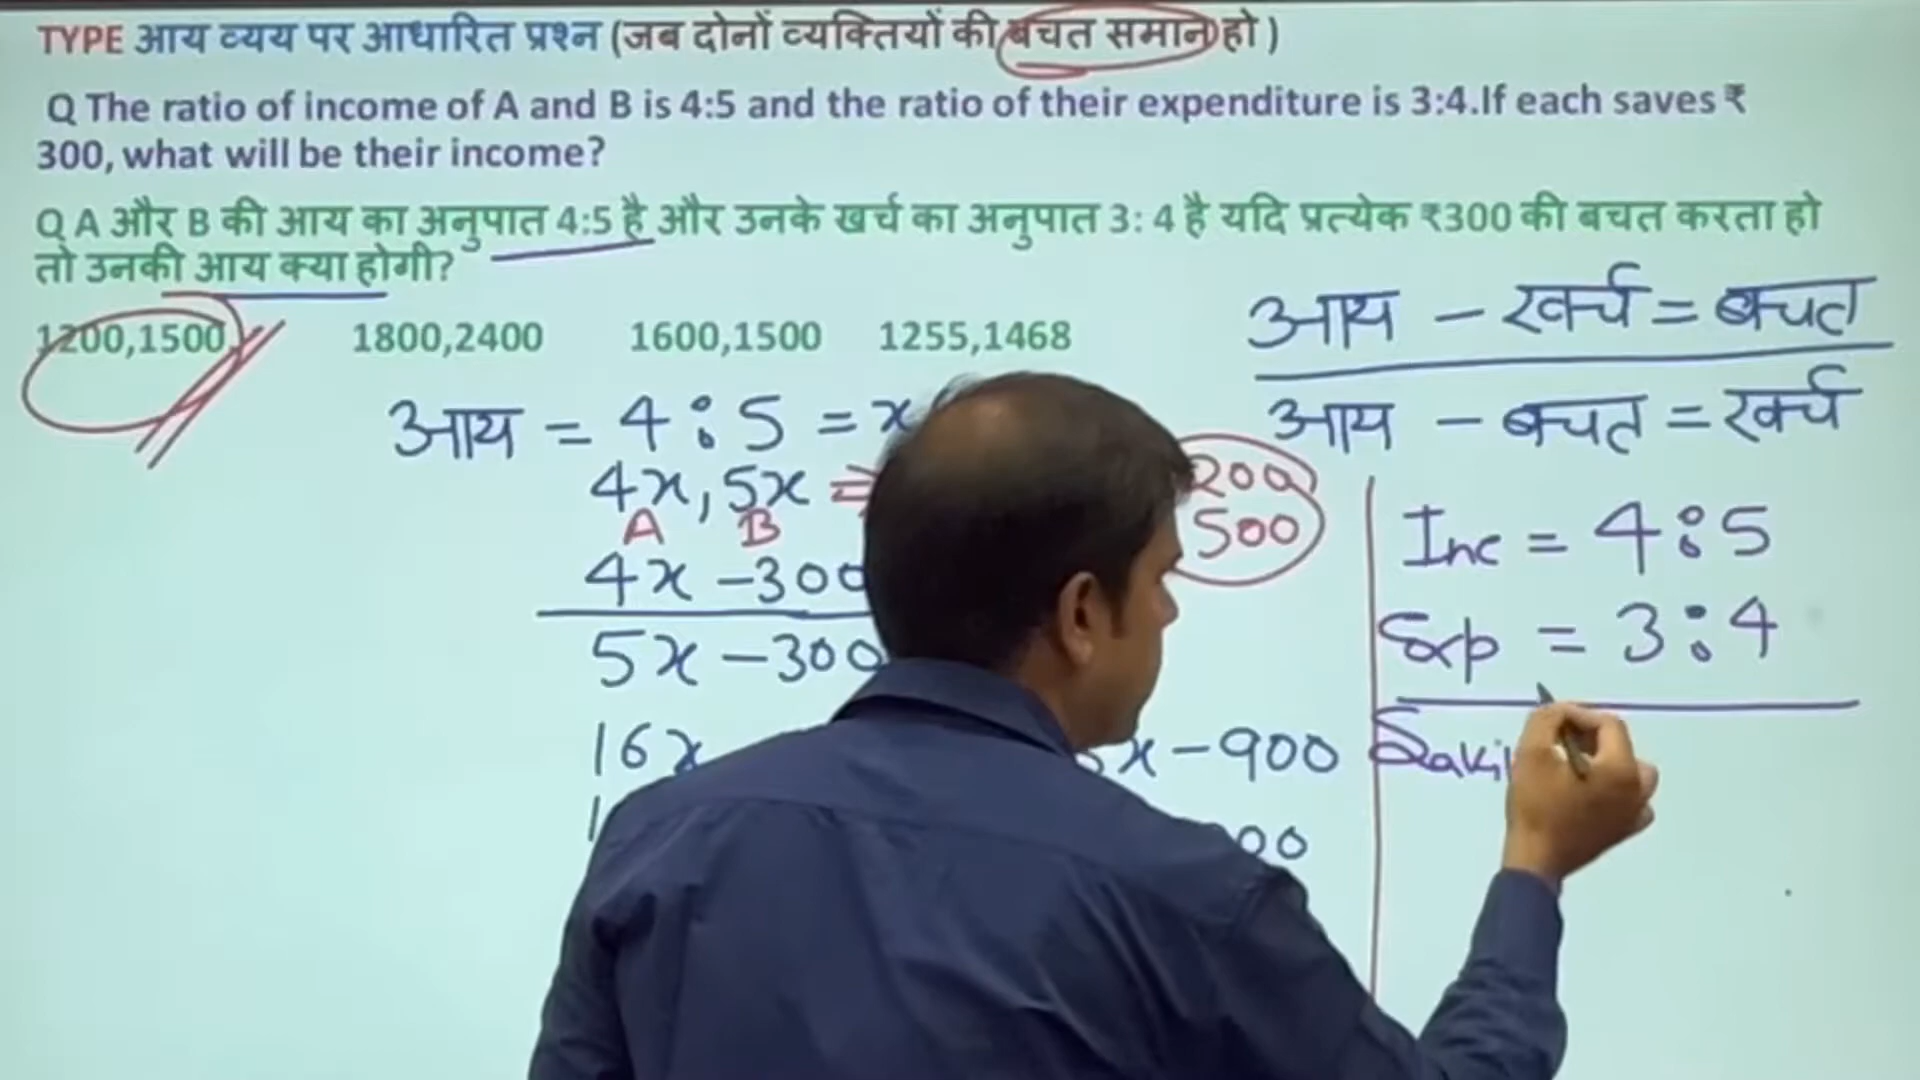 TYPE आय व्यय पर आधारित प्रश्न (जब दोनों व्यक्तियों की बचत समान हो )
Q The ratio of income of A and B is 4:5 and the ratio of their expenditure is 3:4.If each saves ₹
300, what will be their income?
Q A और B की आय का अनुपात 4:5 है और उनके खर्च का अनुपात 3: 4 है यदि प्रत्येक ₹300 की बचत करता हो
तो उनकी आय क्या होगी?
1200,1500 1800,2400 1600,1500 1255,1468
आय - खर्च = बचत
आय - बचत = खर्च
आय = 4 : 5 = x
4x, 5x ⇒
A B
200
500
4x - 300
5x - 300
16x
x - 900
00
Inc = 4 : 5
Exp = 3 : 4